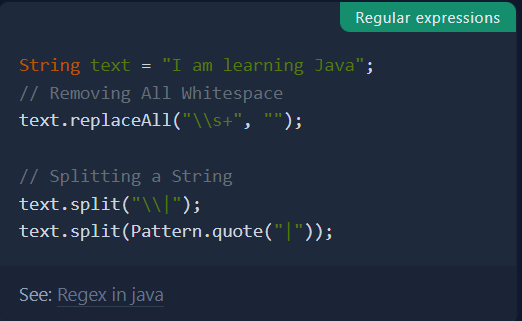 Regular expressions
String text = "I am learning Java";
// Removing All Whitespace
text.replaceAll("\\s+", "");
// Splitting a String
text.split("\\|");
text.split(Pattern.quote("|"));
See: Regex in java